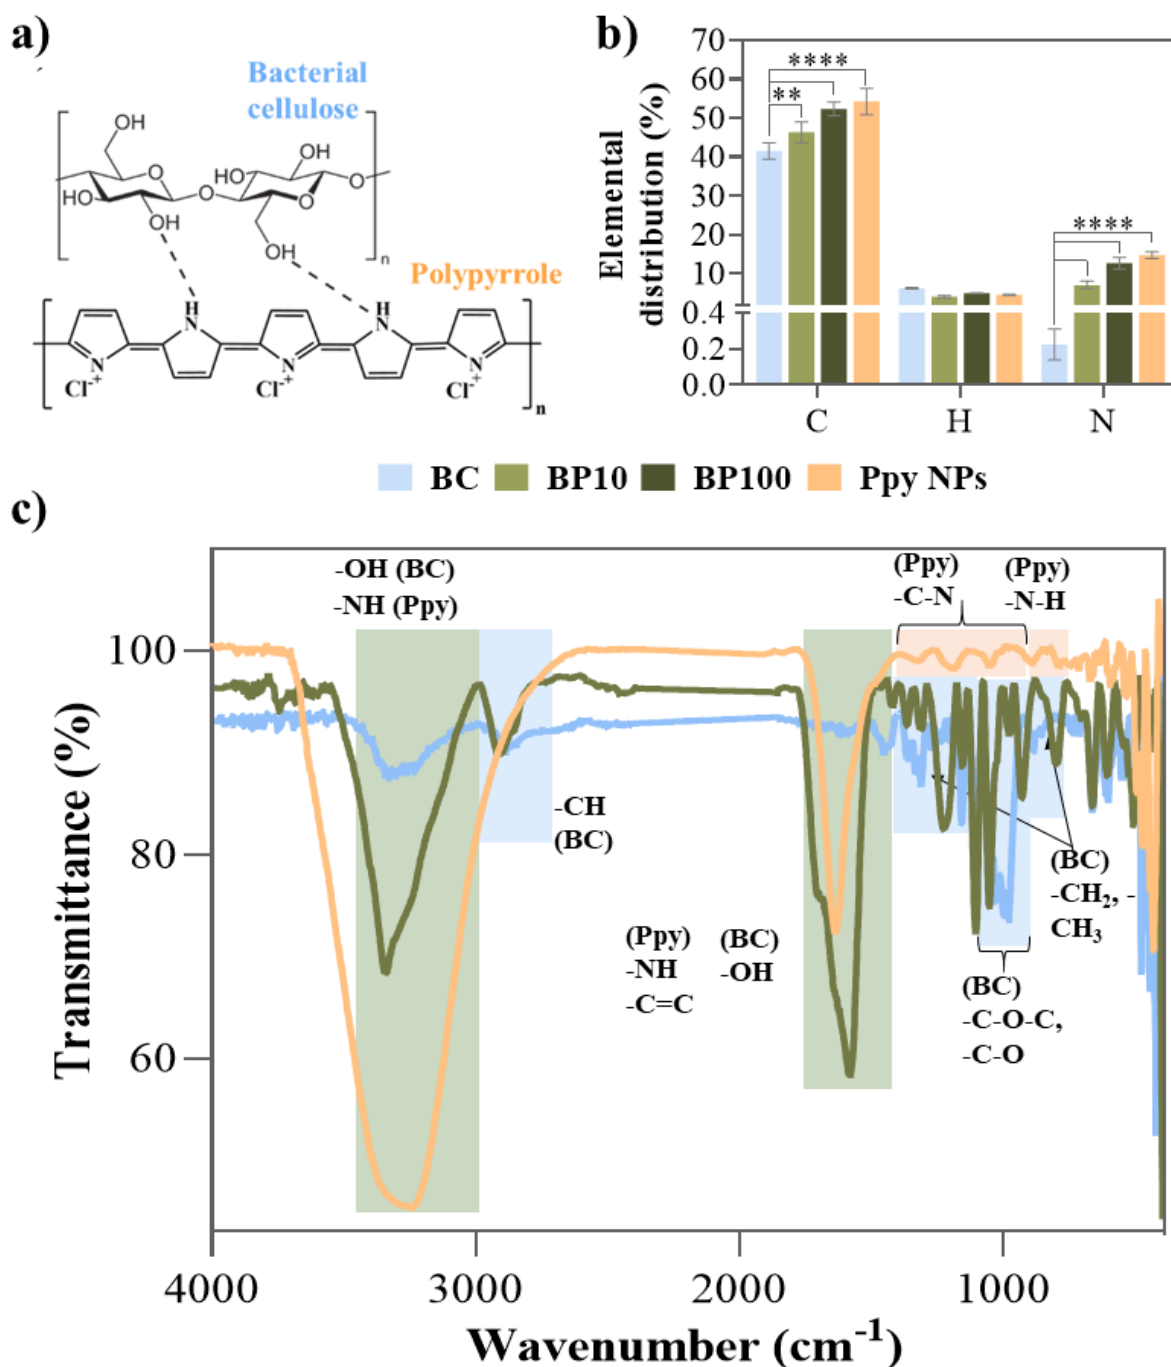 a)
Bacterial
cellulose
OH
OH
HO
O
HO
O
O
HO
O
OH
OH
n
Polypyrrole
H
H
N
N
N
N
N
Cl-+
Cl-+
Cl-+
n
b)
Elemental
distribution (%)
70
60
50
40
30
20
10
0.4
0.2
0.0
****
**
****
C
H
N
BC
BP10
BP100
Ppy NPs
c)
-OH (BC)
-NH (Ppy)
(Ppy)
-C-N
(Ppy)
-N-H
-CH
(BC)
(Ppy)
-NH
-C=C
(BC)
-OH
(BC)
-CH2, -
CH3
(BC)
-C-O-C,
-C-O
Transmittance (%)
100
80
60
4000
3000
2000
1000
Wavenumber (cm-1)